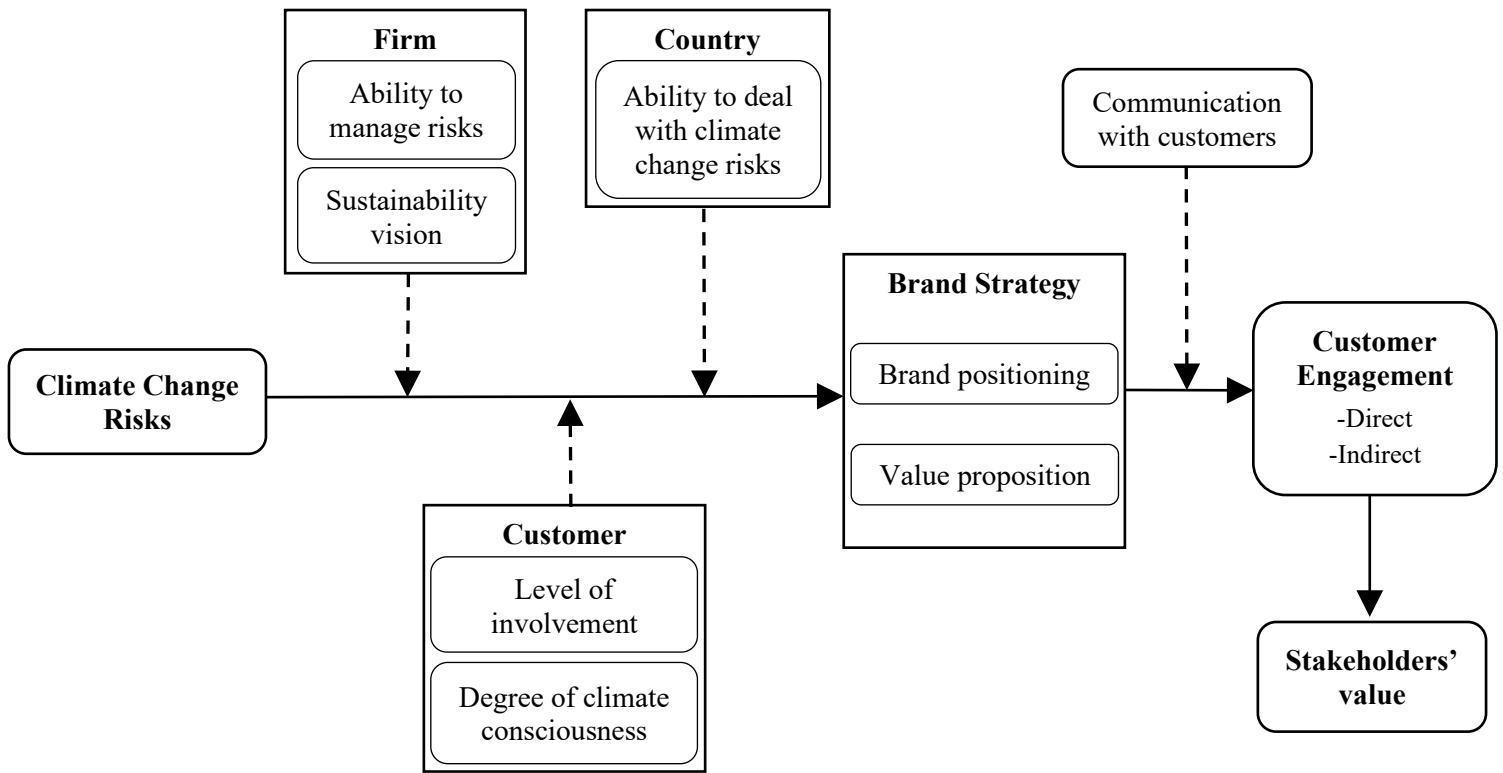 Firm
Ability to
manage risks
Sustainability
vision
Country
Ability to deal
with climate
change risks
Communication
with customers
Climate Change
Risks
Brand Strategy
Brand positioning
Value proposition
Customer
Engagement
-Direct
-Indirect
Customer
Level of
involvement
Degree of climate
consciousness
Stakeholders’
value